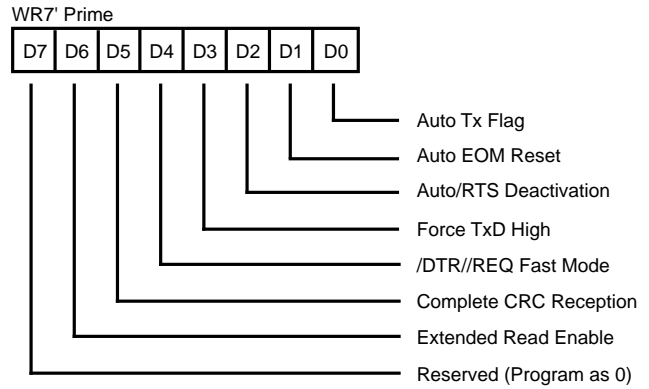 WR7' Prime
D7 D6 D5 D4 D3 D2 D1 D0
Auto Tx Flag
Auto EOM Reset
Auto/RTS Deactivation
Force TxD High
/DTR//REQ Fast Mode
Complete CRC Reception
Extended Read Enable
Reserved (Program as 0)